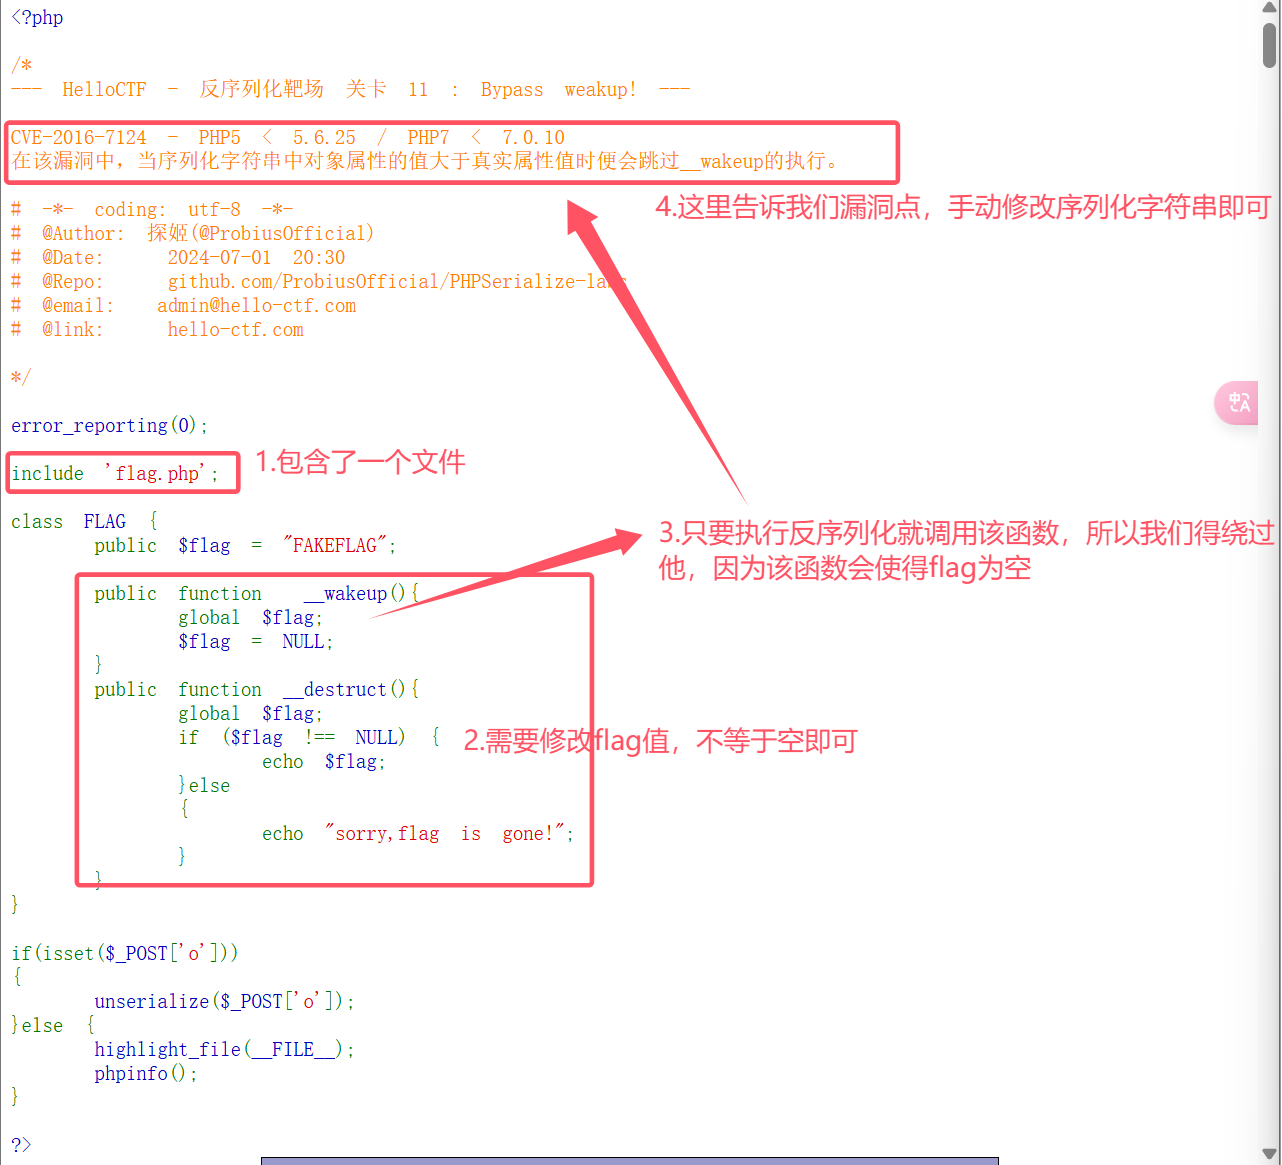 <?php
/*
--- HelloCTF - 反序列化靶场 关卡 11 : Bypass weakup! ---
CVE-2016-7124 - PHP5 < 5.6.25 / PHP7 < 7.0.10
在该漏洞中，当序列化字符串中对象属性的值大于真实属性值时便会跳过__wakeup的执行。
4.这里告诉我们漏洞点，手动修改序列化字符串即可
# -*- coding: utf-8 -*-
# @Author: 探姬(@ProbiusOfficial)
# @Date: 2024-07-01 20:30
# @Repo: github.com/ProbiusOfficial/PHPSerialize-labs
# @email: admin@hello-ctf.com
# @link: hello-ctf.com
*/
error_reporting(0);
include 'flag.php';
1.包含了一个文件
class FLAG {
public $flag = "FAKEFLAG";
3.只要执行反序列化就调用该函数，所以我们得绕过
他，因为该函数会使得flag为空
public function __wakeup(){
global $flag;
$flag = NULL;
}
public function __destruct(){
global $flag;
if ($flag !== NULL) {
2.需要修改flag值，不等于空即可
echo $flag;
}else
{
echo "sorry,flag is gone!";
}
}
}
if(isset($_POST['o']))
{
unserialize($_POST['o']);
}else {
highlight_file(__FILE__);
phpinfo();
}
?>
中A